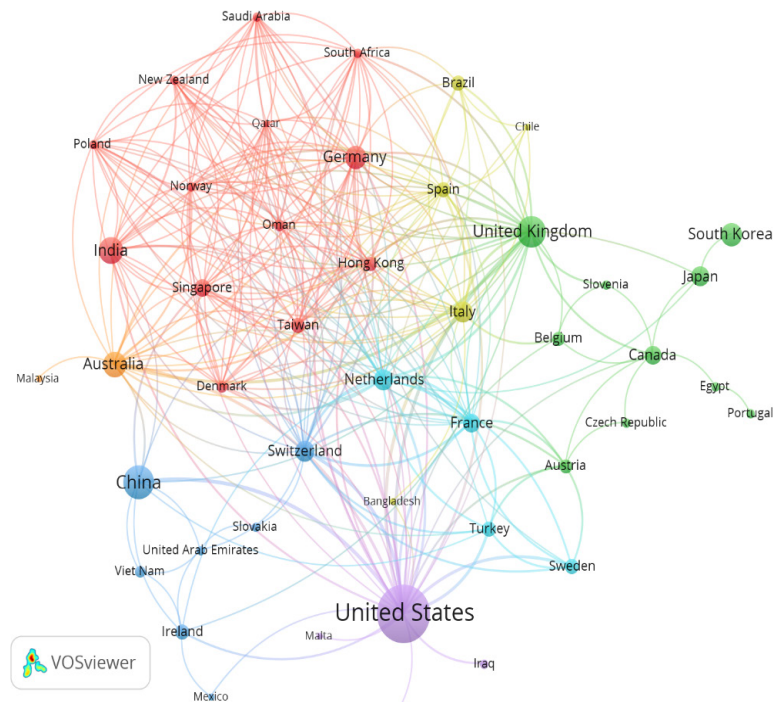 Saudi Arabia
South Africa
New Zealand
Brazil
Qatar
Chile
Poland
Germany
Norway
Spain
Oman
United Kingdom
South Korea
India
Hong Kong
Japan
Singapore
Slovenia
Italy
Taiwan
Belgium
Canada
Australia
Malaysia
Denmark
Netherlands
Egypt
Portugal
France
Czech Republic
Switzerland
Austria
China
Bangladesh
Slovakia
Turkey
United Arab Emirates
Viet Nam
Sweden
United States
Ireland
Malta
Iraq
VOSviewer
Mexico